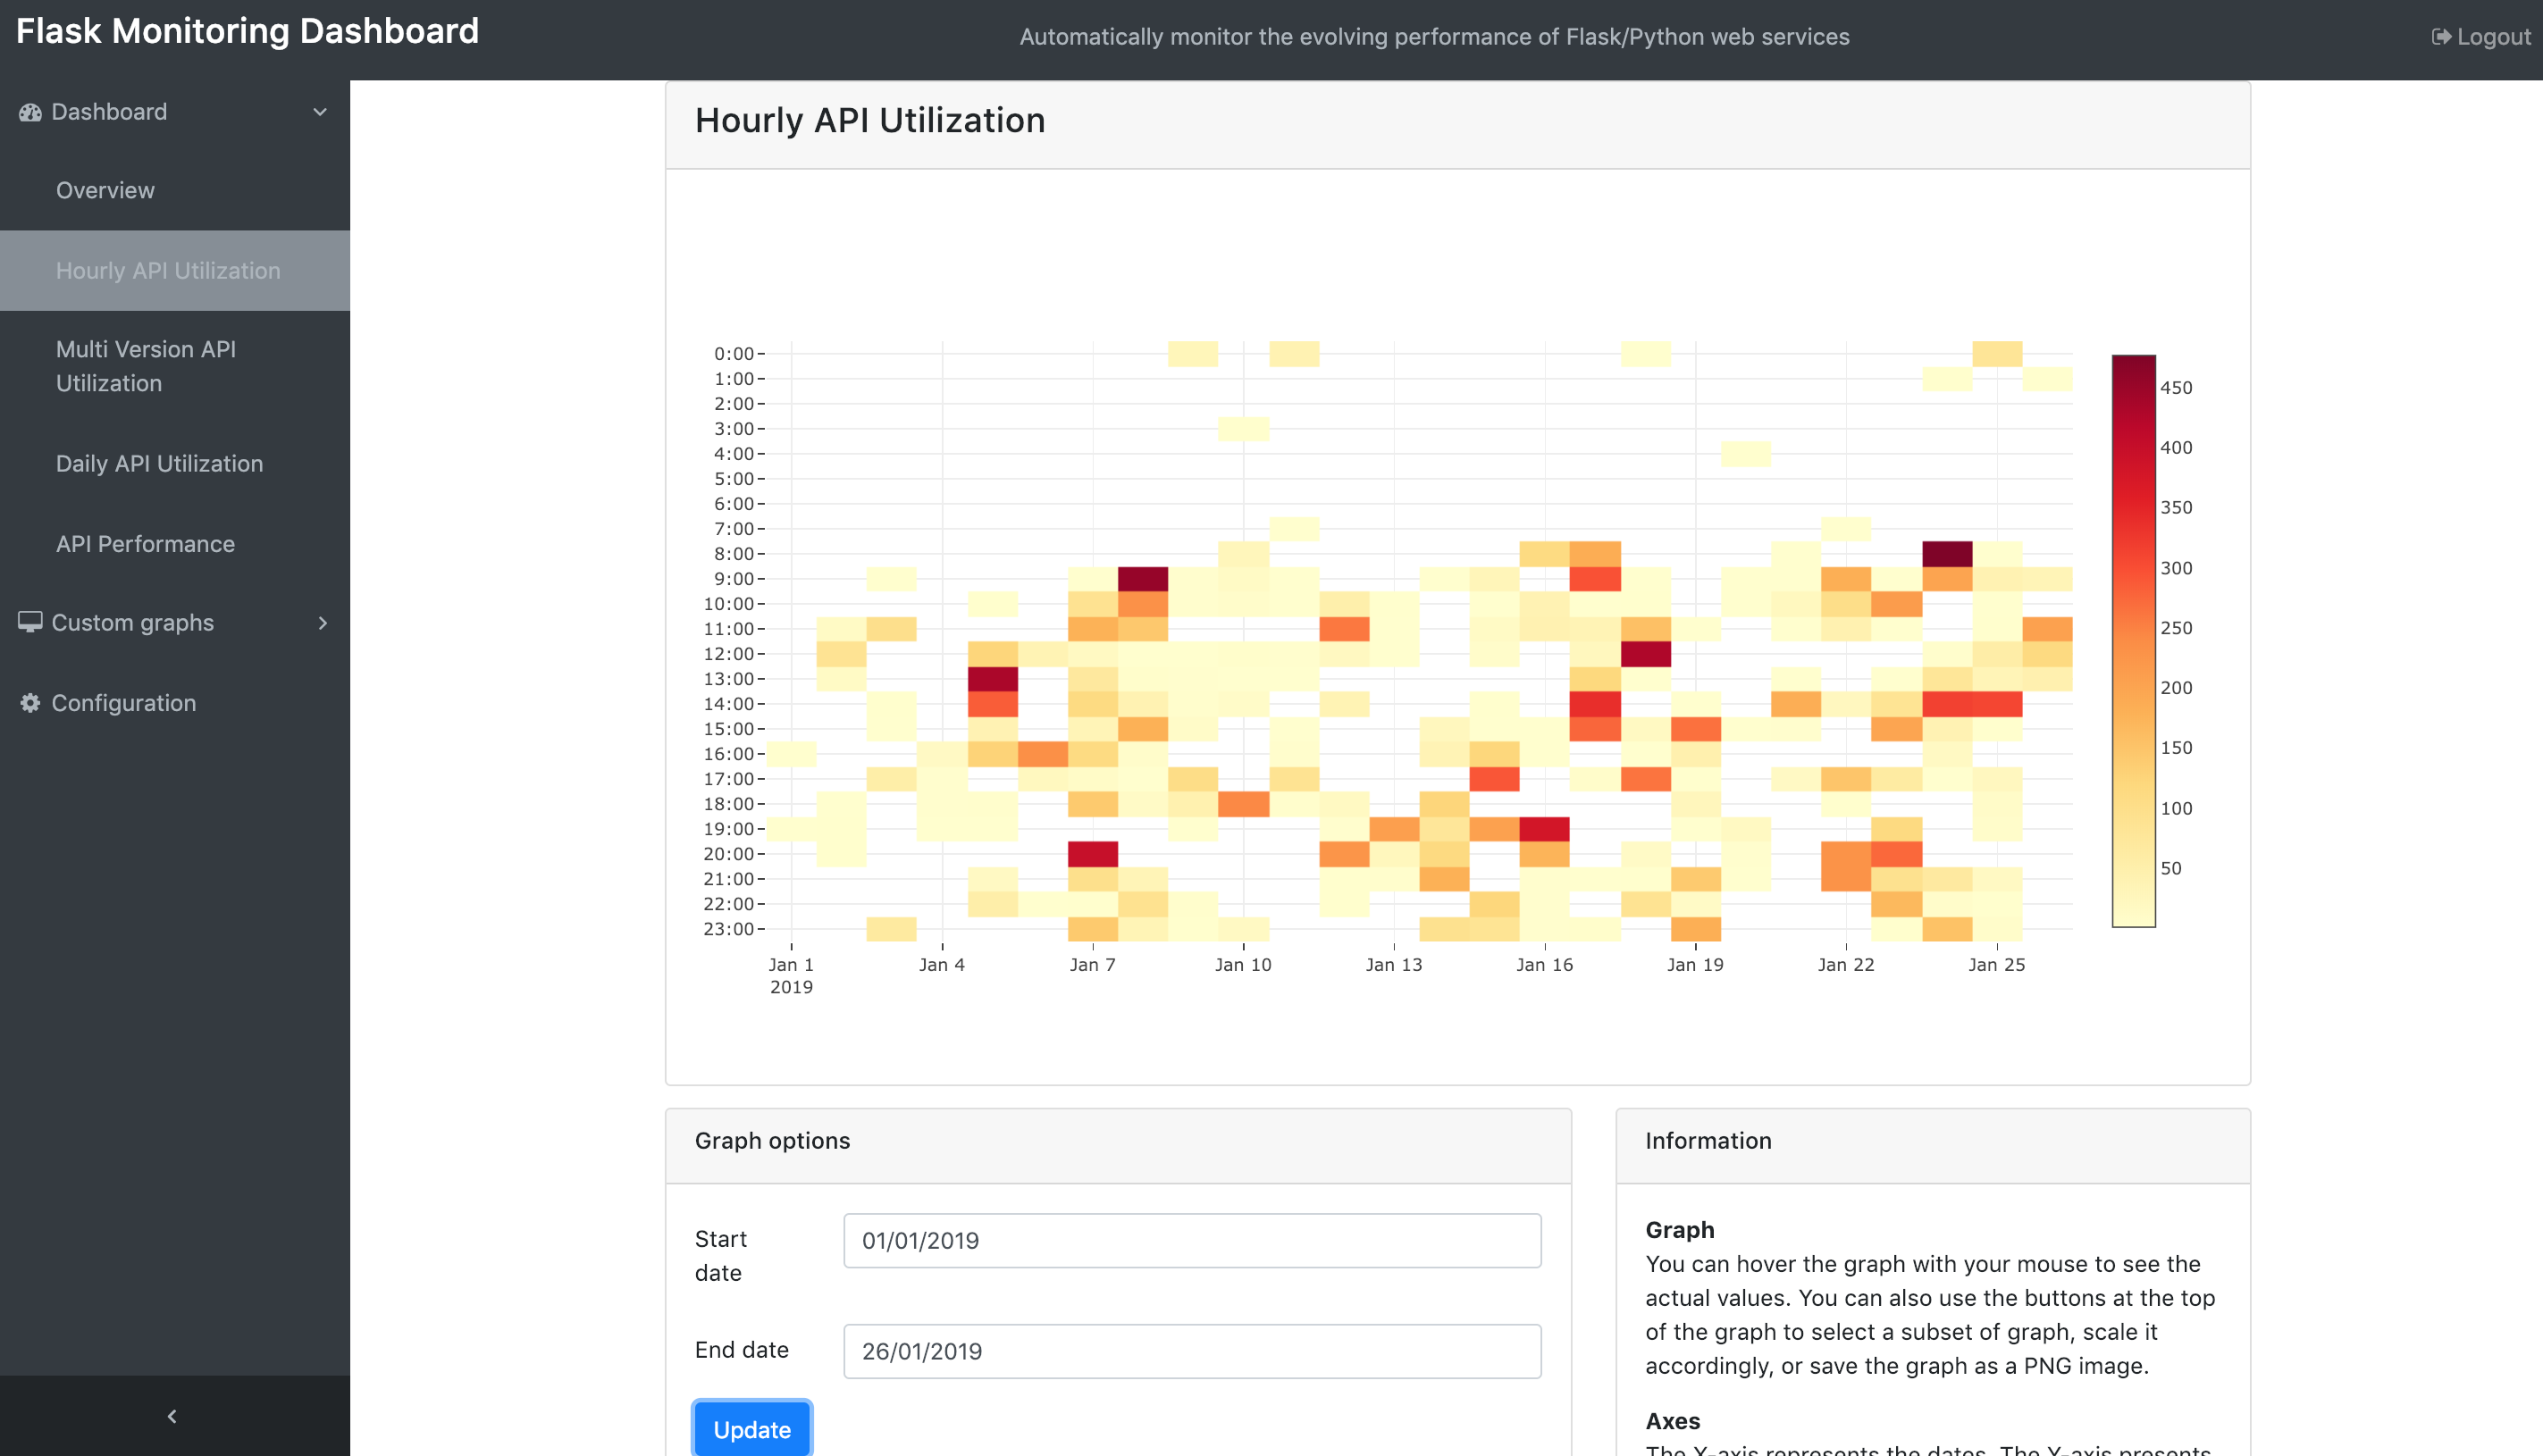 Flask Monitoring Dashboard
Automatically monitor the evolving performance of Flask/Python web services
Logout
Dashboard
Overview
Hourly API Utilization
Multi Version API
Utilization
Daily API Utilization
API Performance
Custom graphs
Configuration
Hourly API Utilization
0:00
1:00
2:00
3:00
4:00
5:00
6:00
7:00
8:00
9:00
10:00
11:00
12:00
13:00
14:00
15:00
16:00
17:00
18:00
19:00
20:00
21:00
22:00
23:00
Jan 1 Jan 4 Jan 7 Jan 10 Jan 13 Jan 16 Jan 19 Jan 22 Jan 25
2019
450
400
350
300
250
200
150
100
50
Graph options
Start
date
01/01/2019
End date
26/01/2019
Update
Information
Graph
You can hover the graph with your mouse to see the
actual values. You can also use the buttons at the top
of the graph to select a subset of graph, scale it
accordingly, or save the graph as a PNG image.
Axes
The X-axis represents the dates. The Y-axis presents